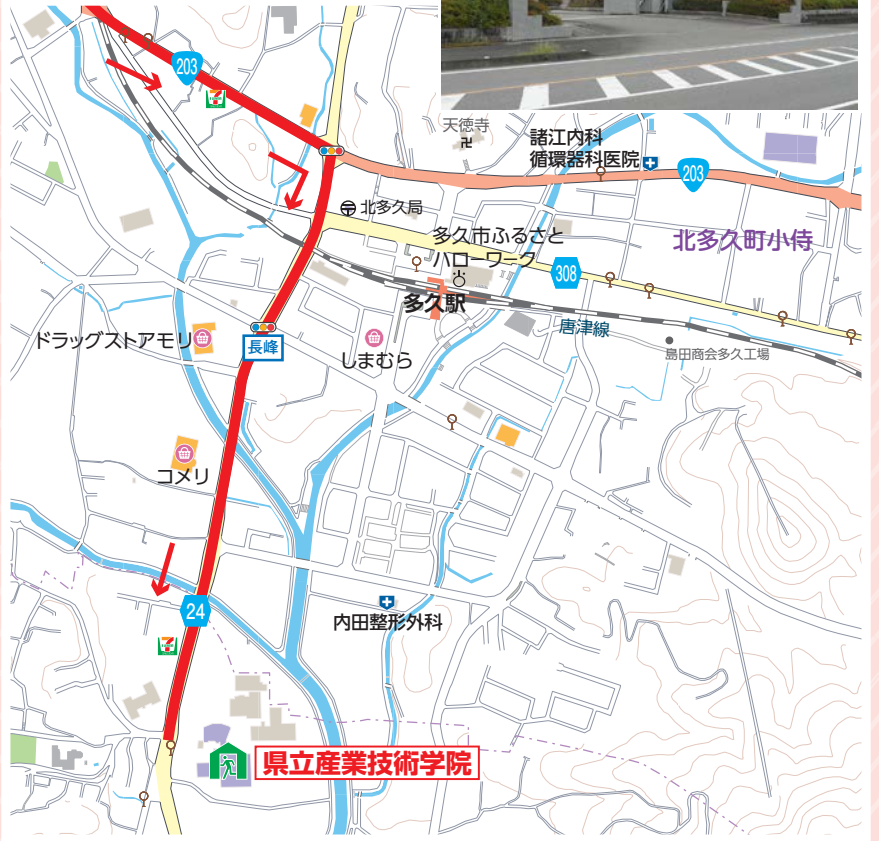 203
天徳寺
諸江内科
循環器科医院
203
北多久局
多久市ふるさと
ハローワーク
北多久町小侍
308
多久駅
唐津線
ドラッグストアモリ
長峰
しまむら
島田商会多久工場
コメリ
24
内田整形外科
県立産業技術学院